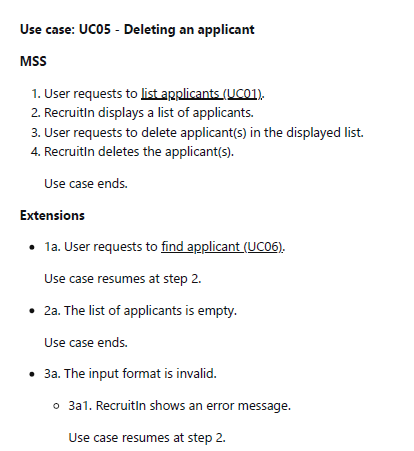 Use case: UC05 - Deleting an applicant
MSS
1. User requests to list applicants (UC01).
2. RecruitIn displays a list of applicants.
3. User requests to delete applicant(s) in the displayed list.
4. RecruitIn deletes the applicant(s).
Use case ends.
Extensions
• 1a. User requests to find applicant (UC06).
Use case resumes at step 2.
• 2a. The list of applicants is empty.
Use case ends.
• 3a. The input format is invalid.
◦ 3a1. RecruitIn shows an error message.
Use case resumes at step 2.